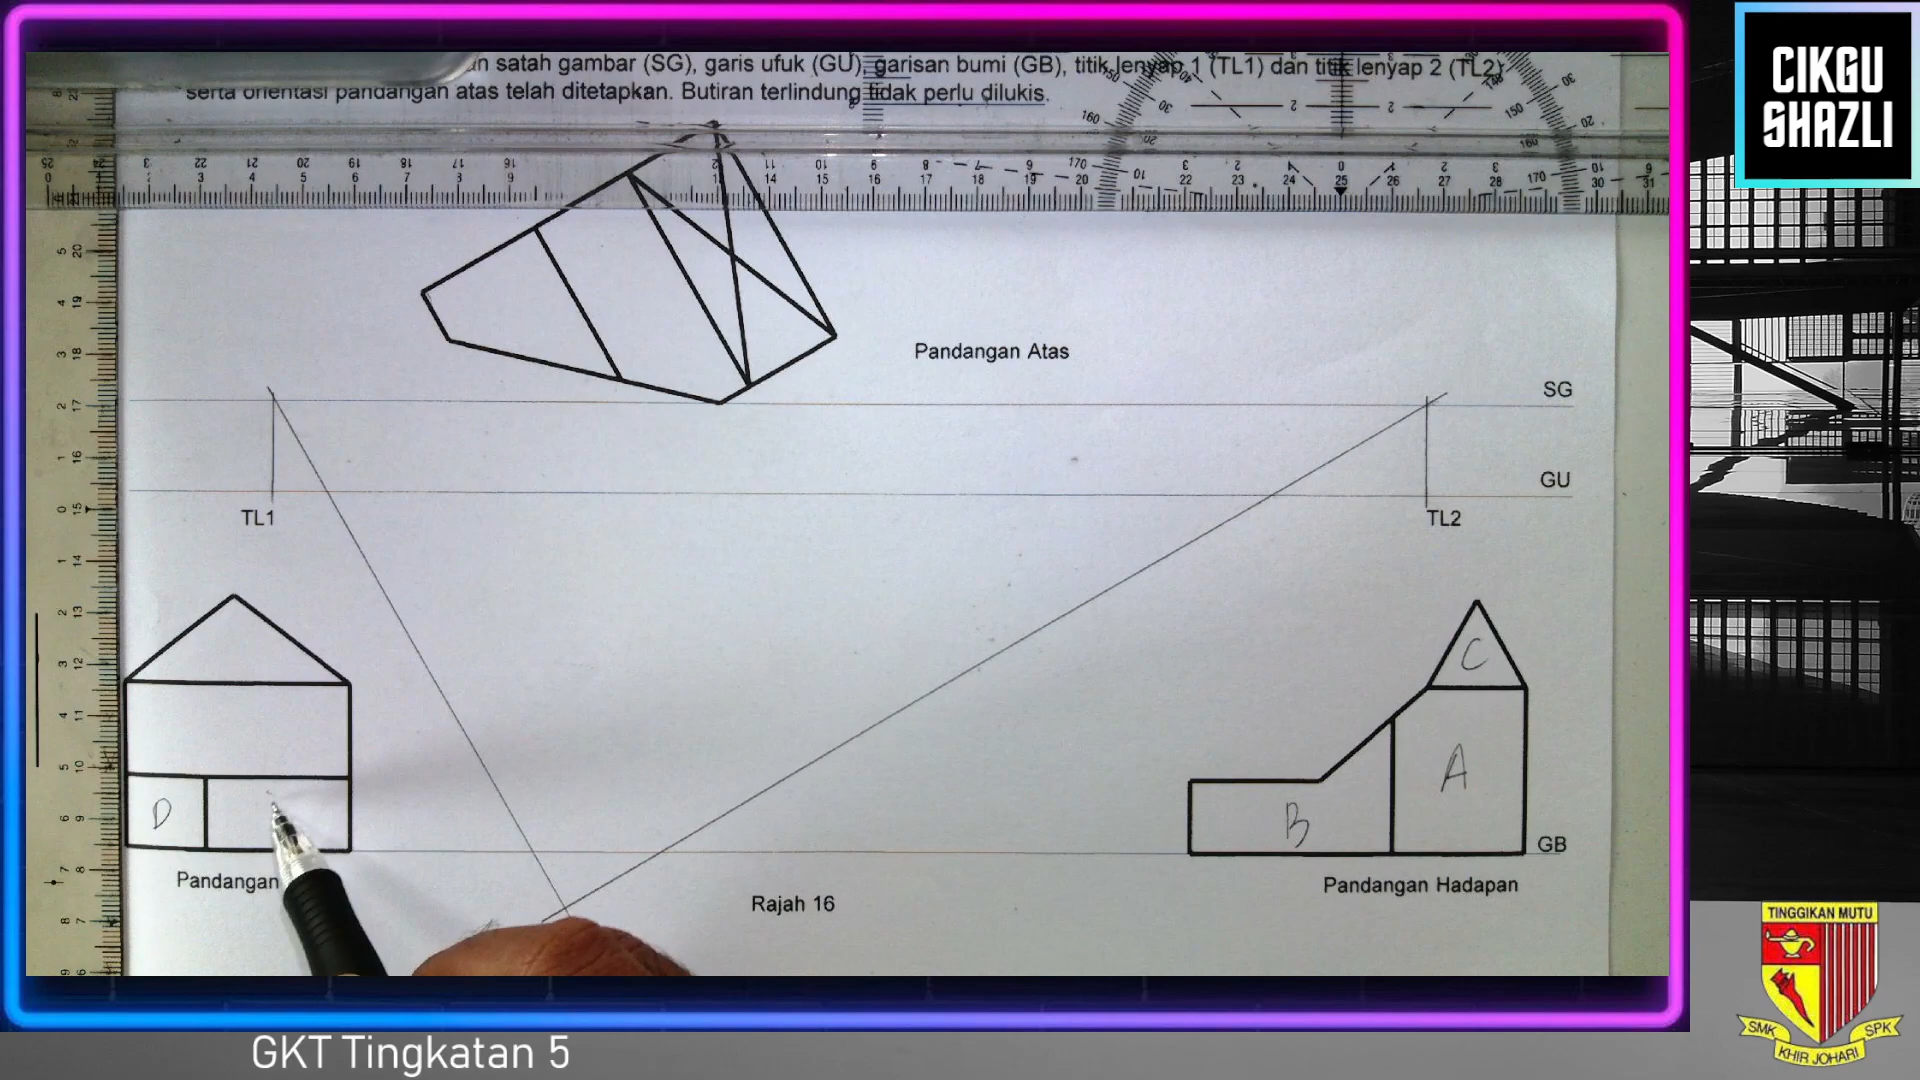 n satah gambar (SG), garis ufuk (GU), garisan bumi (GB), titik lenyap 1 (TL1) dan titik lenyap 2 (TL2)
serta orientasi pandangan atas telah ditetapkan. Butiran terlindung tidak perlu dilukis.
CIKGU
SHAZLI
Pandangan Atas
SG
GU
TL1
TL2
C
A
D
B
GB
Pandangan
Pandangan Hadapan
Rajah 16
TINGGIKAN MUTU
SMK
SPK
KHIR JOHARI
GKT Tingkatan 5